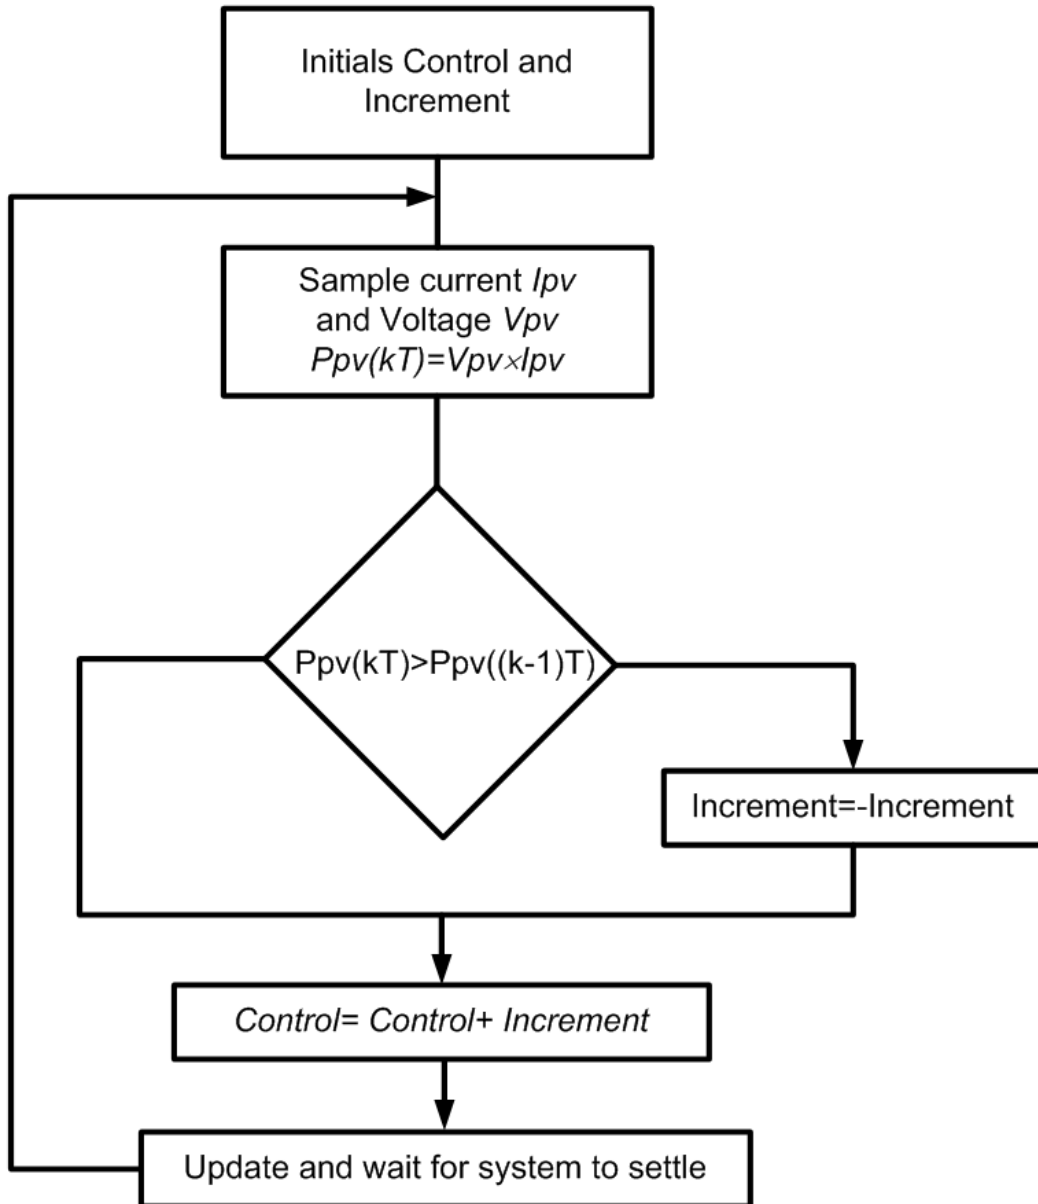 Initials Control and
Increment
Sample current Ipv
and Voltage Vpv
Ppv(kT)=Vpv×Ipv
Ppv(kT)>Ppv((k-1)T)
Increment=-Increment
Control= Control+ Increment
Update and wait for system to settle